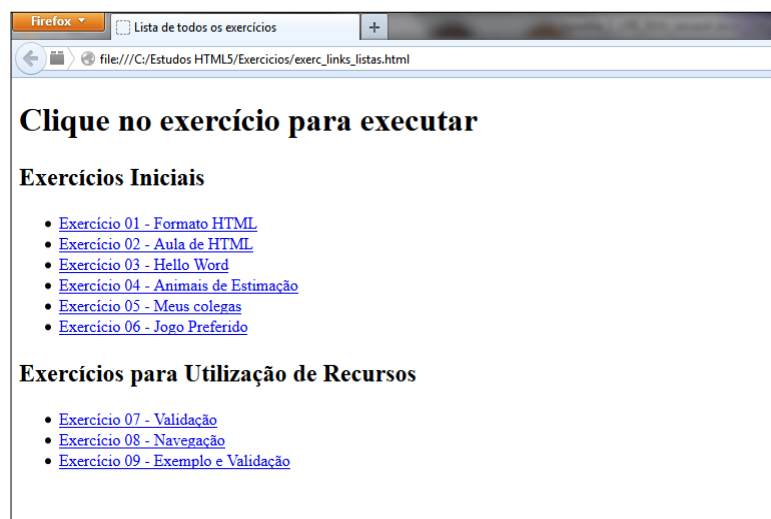 Firefox
Lista de todos os exercícios
+
file:///C:/Estudos HTML5/Exercicios/exerc_links_listas.html
Clique no exercício para executar
Exercícios Iniciais
Exercício 01 - Formato HTML
Exercício 02 - Aula de HTML
Exercício 03 - Hello Word
Exercício 04 - Animais de Estimação
Exercício 05 - Meus colegas
Exercício 06 - Jogo Preferido
Exercícios para Utilização de Recursos
Exercício 07 - Validação
Exercício 08 - Navegação
Exercício 09 - Exemplo e Validação